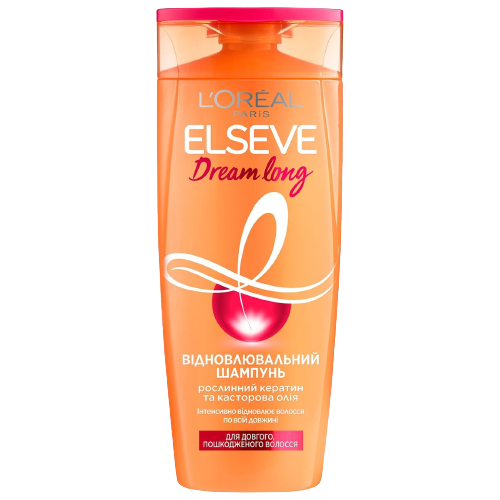 L'ORÉAL
PARIS
ELSEVE
Dream long
ВІДНОВЛЮВАЛЬНИЙ
ШАМПУНЬ
РОСЛИННИЙ КЕРАТИН
ТА КАСТОРОВА ОЛІЯ
ІНТЕНСИВНО ВІДНОВЛЮЄ ВОЛОССЯ
ПО ВСІЙ ДОВЖИНІ
ДЛЯ ДОВГОГО,
ПОШКОДЖЕНОГО ВОЛОССЯ